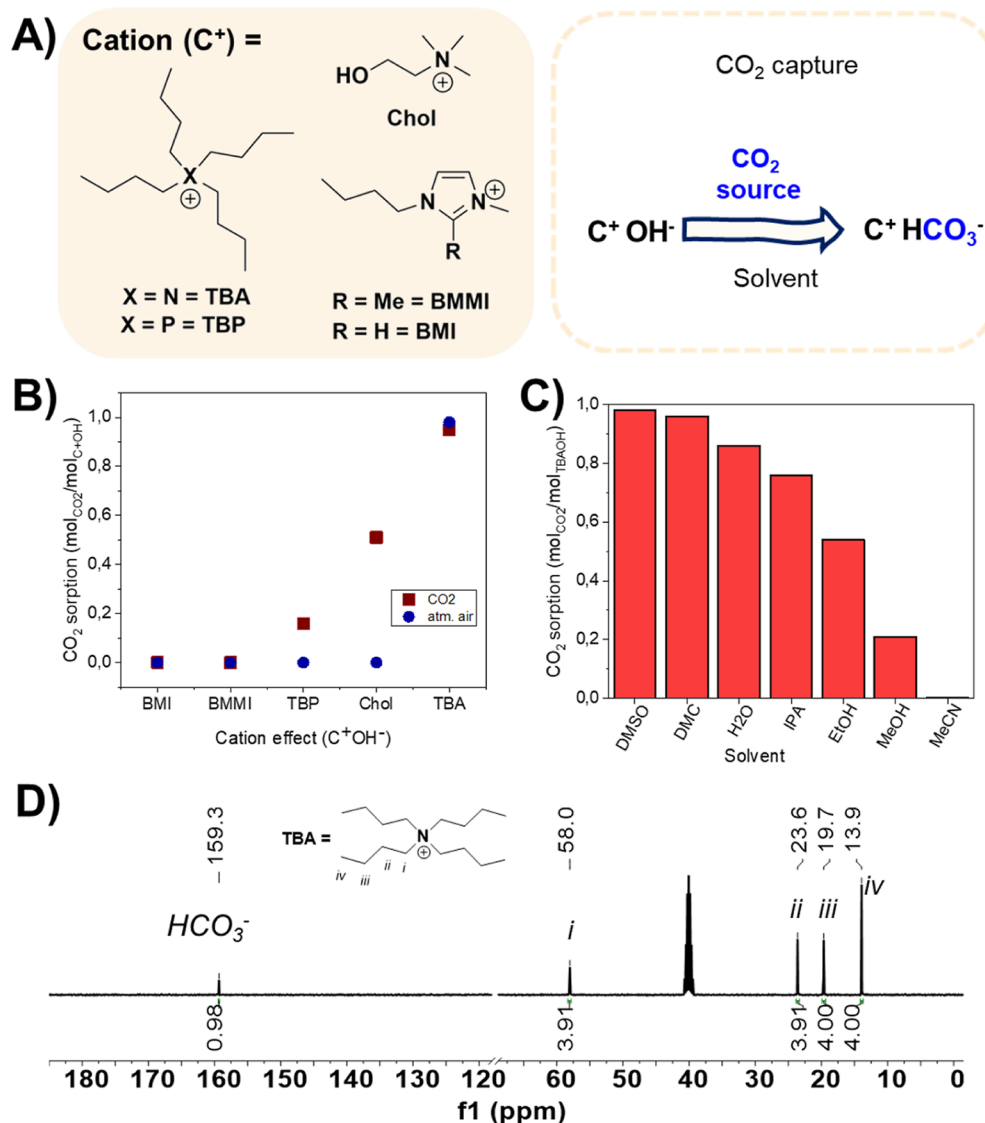 A)
Cation (C⁺) =
HO
N
⊕
Chol
X
⊕
X = N = TBA
X = P = TBP
N
N
⊕
R
R = Me = BMMI
R = H = BMI
CO₂ capture
CO₂
source
C⁺ OH⁻
C⁺ HCO₃⁻
Solvent
B)
CO₂ sorption (mol_CO2/mol_C+OH)
1,0
0,8
0,6
0,4
0,2
0,0
CO2
atm. air
BMI BMMI TBP Chol TBA
Cation effect (C⁺OH⁻)
C)
CO₂ sorption (mol_CO2/mol_TBAOH)
1,0
0,8
0,6
0,4
0,2
0,0
DMSO DMC H2O IPA EtOH MeOH MeCN
Solvent
D)
TBA =
N
⊕
iv iii ii i
159.3
58.0
23.6
19.7
13.9
HCO₃⁻
i
ii
iii
iv
0.98
3.91
3.91
4.00
4.00
180 170 160 150 140 130 120 60 50 40 30 20 10 0
f1 (ppm)